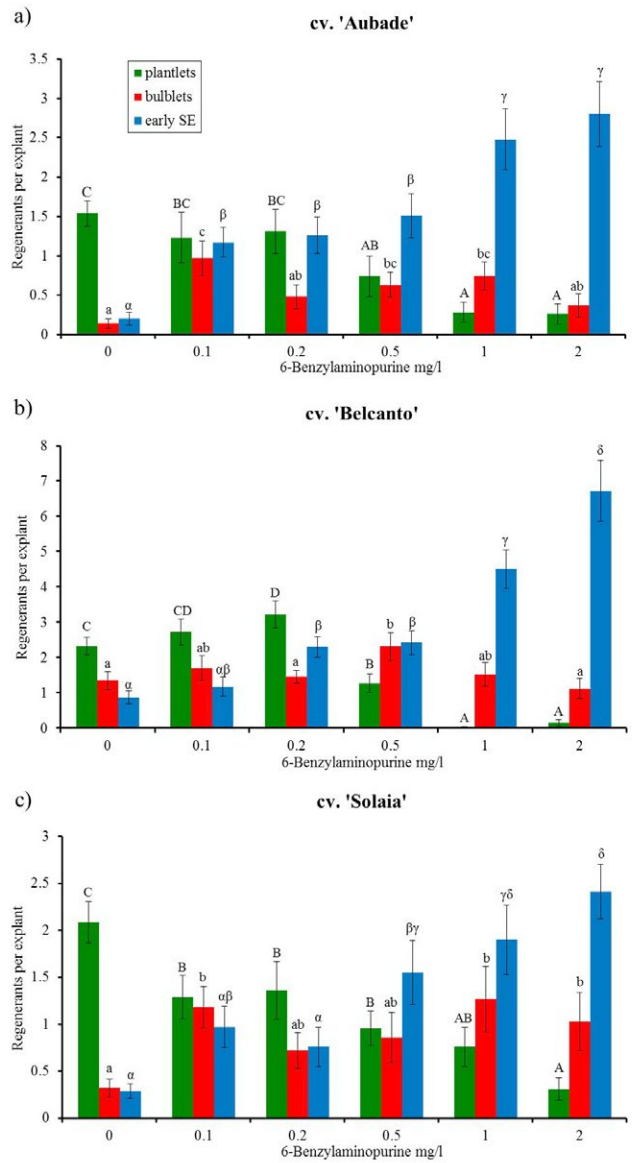 a)
cv. 'Aubade'
3.5
3
2.5
2
1.5
1
0.5
0
Regenerants per explant
plantlets
bulblets
early SE
C a α
BC c β
BC ab β
AB bc β
A bc γ
A ab γ
0 0.1 0.2 0.5 1 2
6-Benzylaminopurine mg/l
b)
cv. 'Belcanto'
8
7
6
5
4
3
2
1
0
Regenerants per explant
C a α
CD ab αβ
D a β
B b β
A ab γ
A a δ
0 0.1 0.2 0.5 1 2
6-Benzylaminopurine mg/l
c)
cv. 'Solaia'
3
2.5
2
1.5
1
0.5
0
Regenerants per explant
C a α
B b αβ
B ab α
B ab βγ
AB b γδ
A b δ
0 0.1 0.2 0.5 1 2
6-Benzylaminopurine mg/l